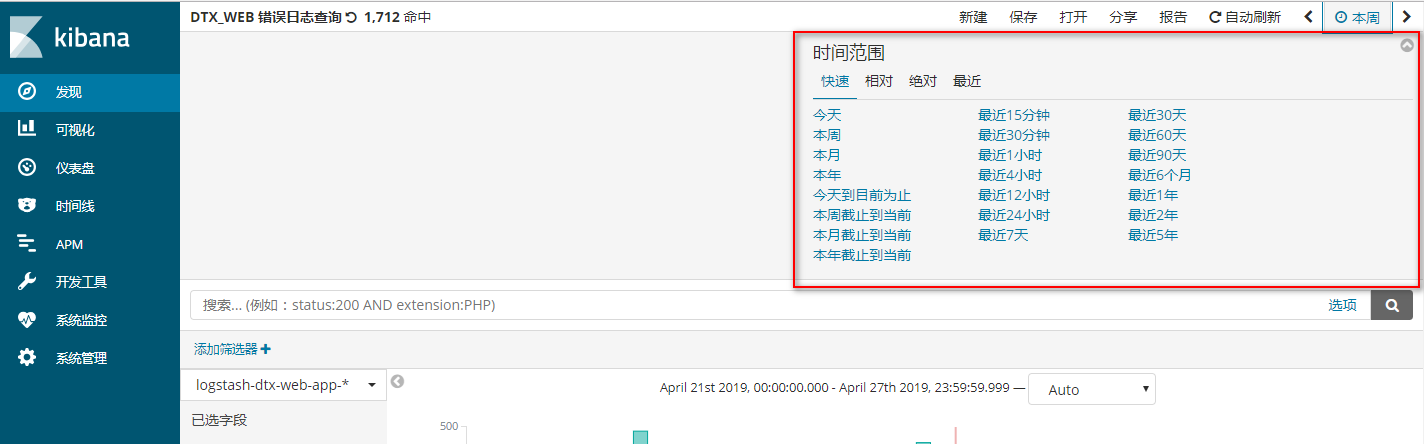 kibana
发现
可视化
仪表盘
时间线
APM
开发工具
系统监控
系统管理
DTX_WEB 错误日志查询 1,712 命中
新建 保存 打开 分享 报告 自动刷新 本周
时间范围
快速 相对 绝对 最近
今天 最近15分钟 最近30天
本周 最近30分钟 最近60天
本月 最近1小时 最近90天
本年 最近4小时 最近6个月
今天到目前为止 最近12小时 最近1年
本周截止到当前 最近24小时 最近2年
本月截止到当前 最近7天 最近5年
本年截止到当前
搜索... (例如：status:200 AND extension:PHP) 选项
添加筛选器
logstash-dtx-web-app-*
已选字段
April 21st 2019, 00:00:00.000 - April 27th 2019, 23:59:59.999 — Auto
500